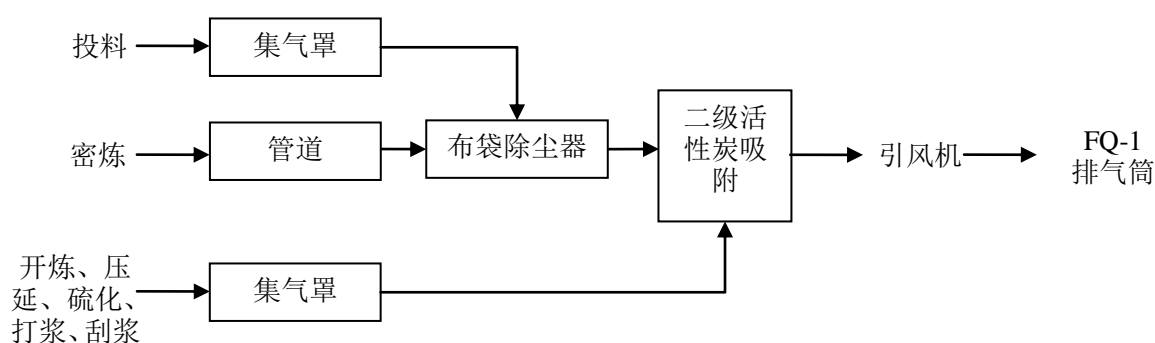 投料
集气罩
密炼
管道
布袋除尘器
二级活
性炭吸
附
引风机
FQ-1
排气筒
开炼、压
延、硫化、
打浆、刮浆
集气罩